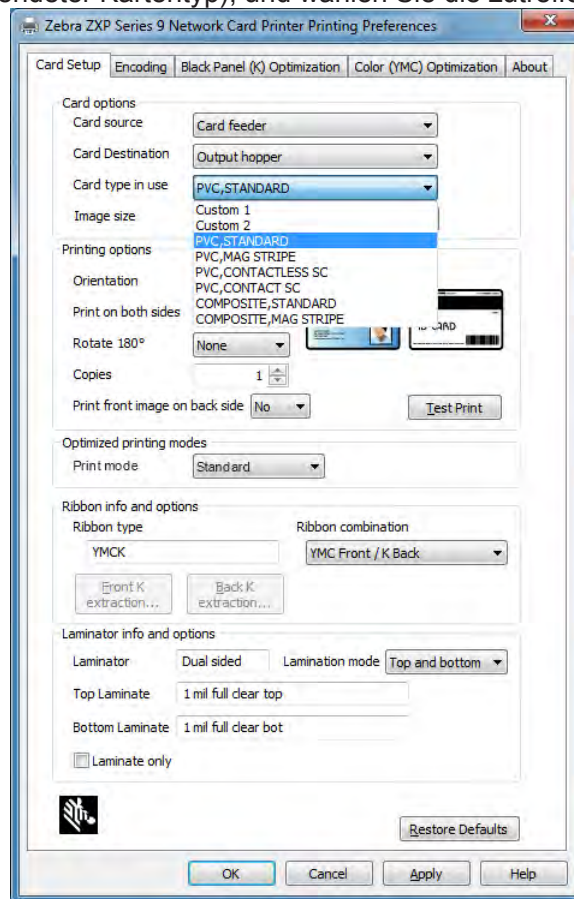 Kartentyp), und wählen Sie die
Zebra ZXP Series 9 Network Card Printer Printing Preferences
Card Setup Encoding Black Panel (K) Optimization Color (YMC) Optimization About
Card options
Card source Card feeder
Card Destination Output hopper
Card type in use PVC,STANDARD
Image size
Custom 1
Custom 2
PVC,STANDARD
PVC,MAG STRIPE
PVC,CONTACTLESS SC
PVC,CONTACT SC
COMPOSITE,STANDARD
COMPOSITE,MAG STRIPE
Printing options
Orientation
Print on both sides
ID CARD
Rotate 180° None
Copies 1
Print front image on back side No Test Print
Optimized printing modes
Print mode Standard
Ribbon info and options
Ribbon type Ribbon combination
YMCK YMC Front / K Back
Front K extraction... Back K extraction...
Laminator info and options
Laminator Dual sided Lamination mode Top and bottom
Top Laminate 1 mil full clear top
Bottom Laminate 1 mil full clear bot
Laminate only
Restore Defaults
OK Cancel Apply Help